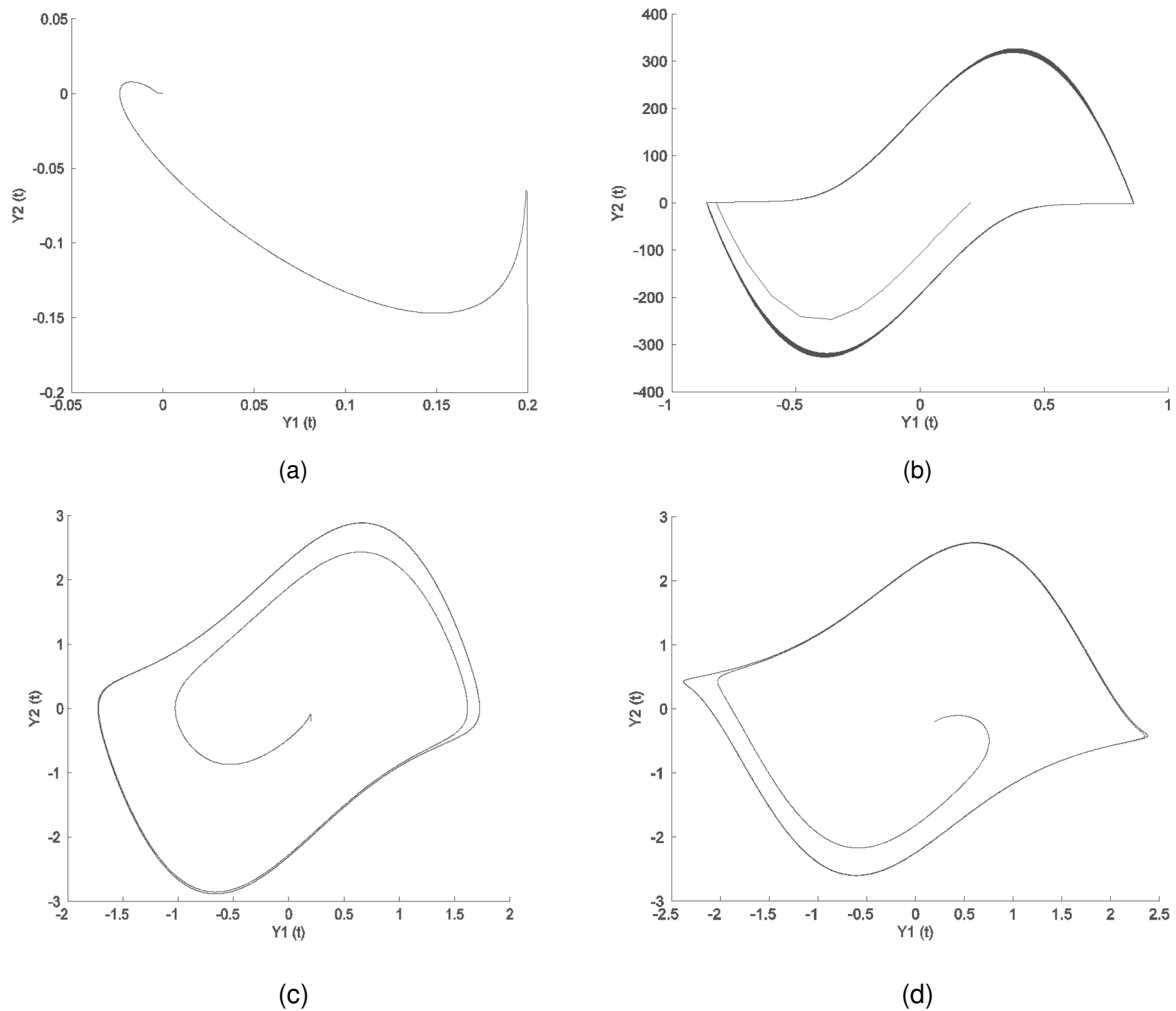 0.05
0
-0.05
-0.1
-0.15
-0.2
Y2 (t)
-0.05 0 0.05 0.1 0.15 0.2
Y1 (t)
(a)
400
300
200
100
0
-100
-200
-300
-400
Y2 (t)
-1 -0.5 0 0.5 1
Y1 (t)
(b)
3
2
1
0
-1
-2
-3
Y2 (t)
-2 -1.5 -1 -0.5 0 0.5 1 1.5 2
Y1 (t)
(c)
3
2
1
0
-1
-2
-3
Y2 (t)
-2.5 -2 -1.5 -1 -0.5 0 0.5 1 1.5 2 2.5
Y1 (t)
(d)